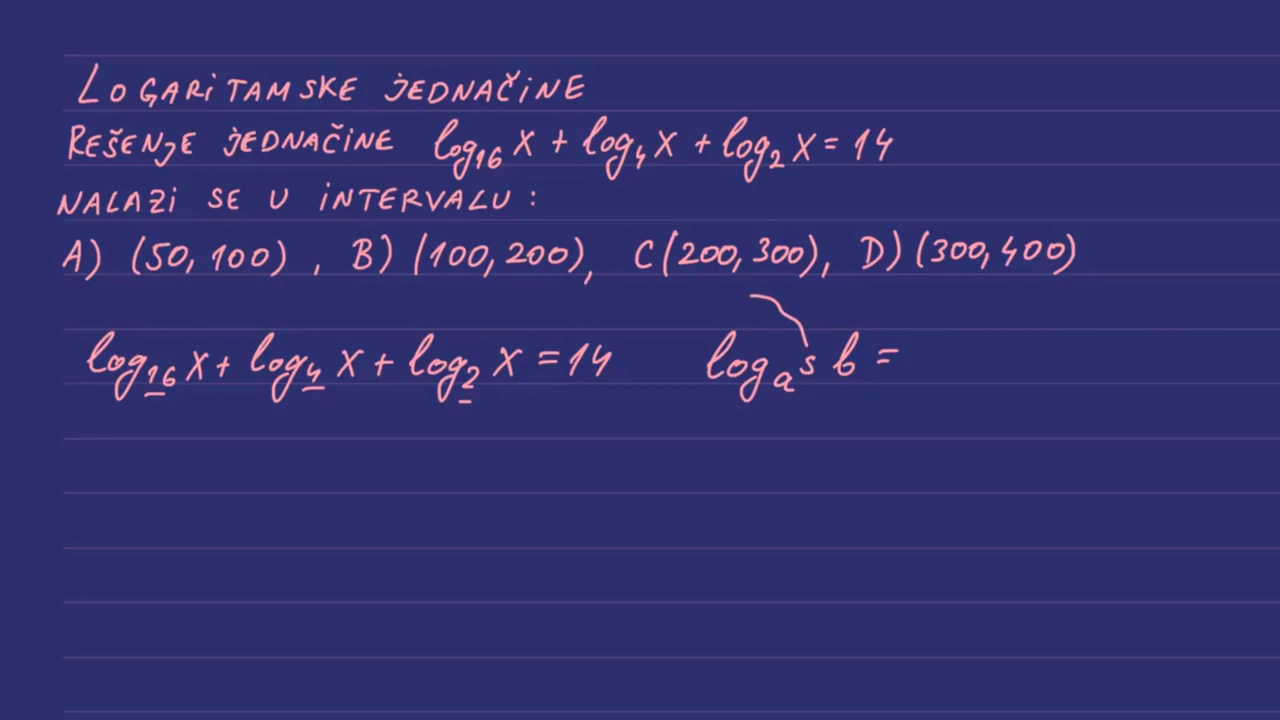 LOGARITAMSKE JEDNAČINE
REŠENJE JEDNAČINE log₁₆ x + log₄ x + log₂ x = 14
NALAZI SE U INTERVALU :
A) (50, 100) , B) (100, 200), C (200, 300), D) (300, 400)
log₁₆ x + log₄ x + log₂ x = 14 logₐs b =